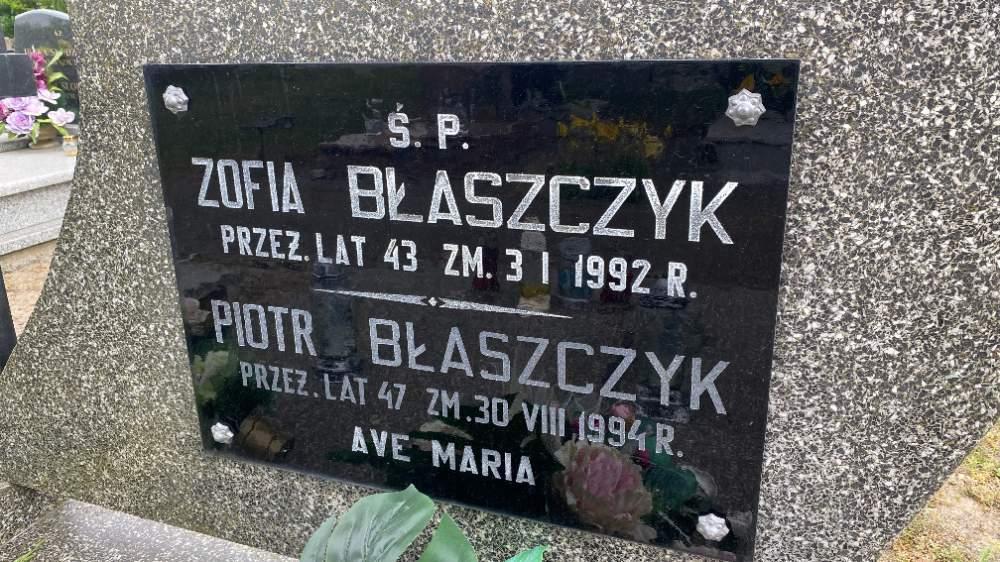 Ś. P.
ZOFIA BŁASZCZYK
PRZEŻ. LAT 43 ZM. 3 I 1992 R.
PIOTR BŁASZCZYK
PRZEŻ. LAT 47 ZM. 30 VIII 1994 R.
AVE MARIA